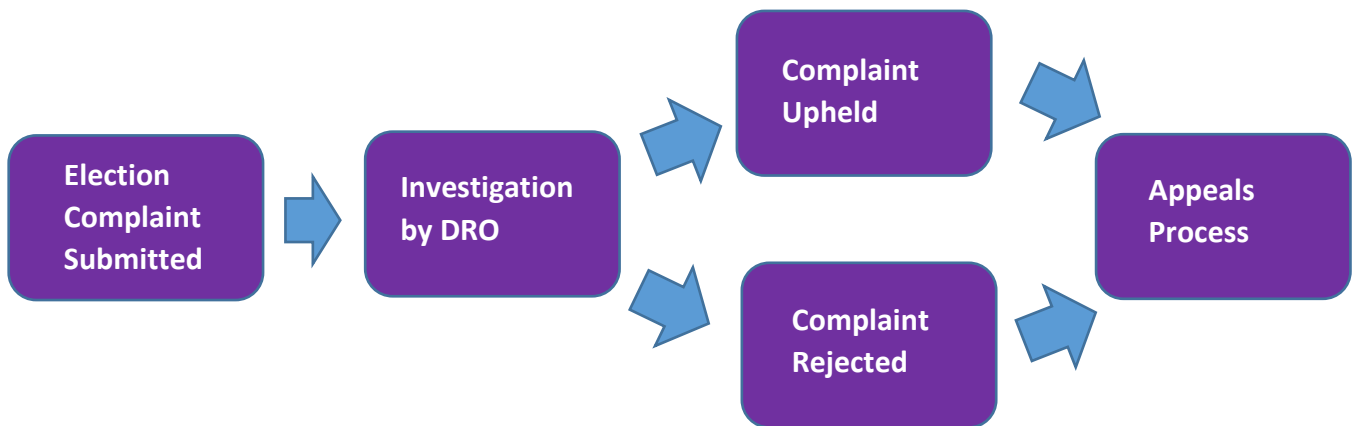 Election
Complaint
Submitted
Investigation
by DRO
Complaint
Upheld
Complaint
Rejected
Appeals
Process